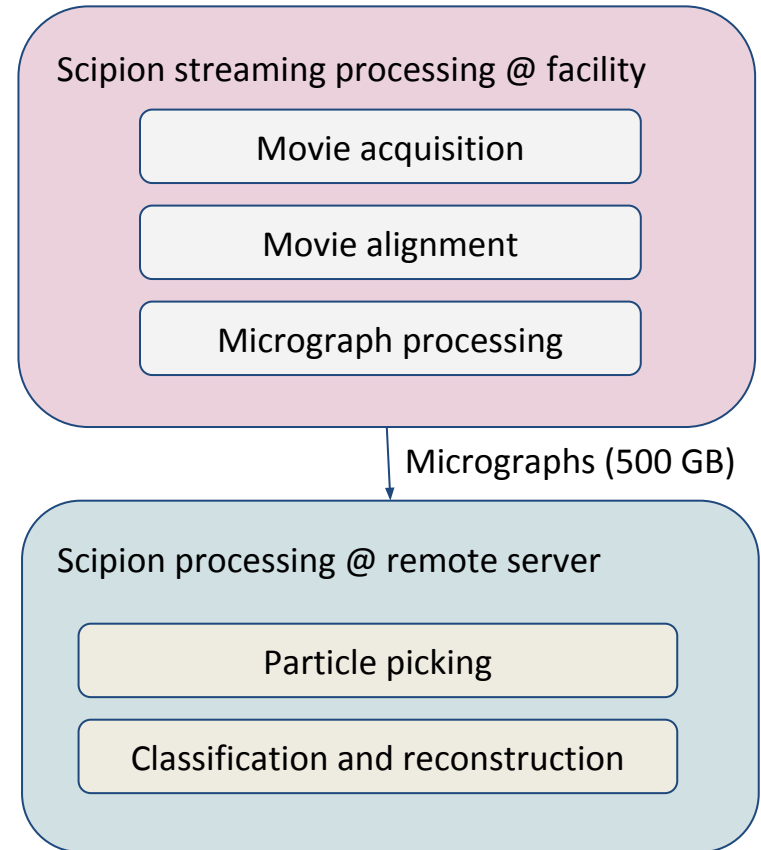 Scipion streaming processing @ facility
Movie acquisition
Movie alignment
Micrograph processing
Micrographs (500 GB)
Scipion processing @ remote server
Particle picking
Classification and reconstruction